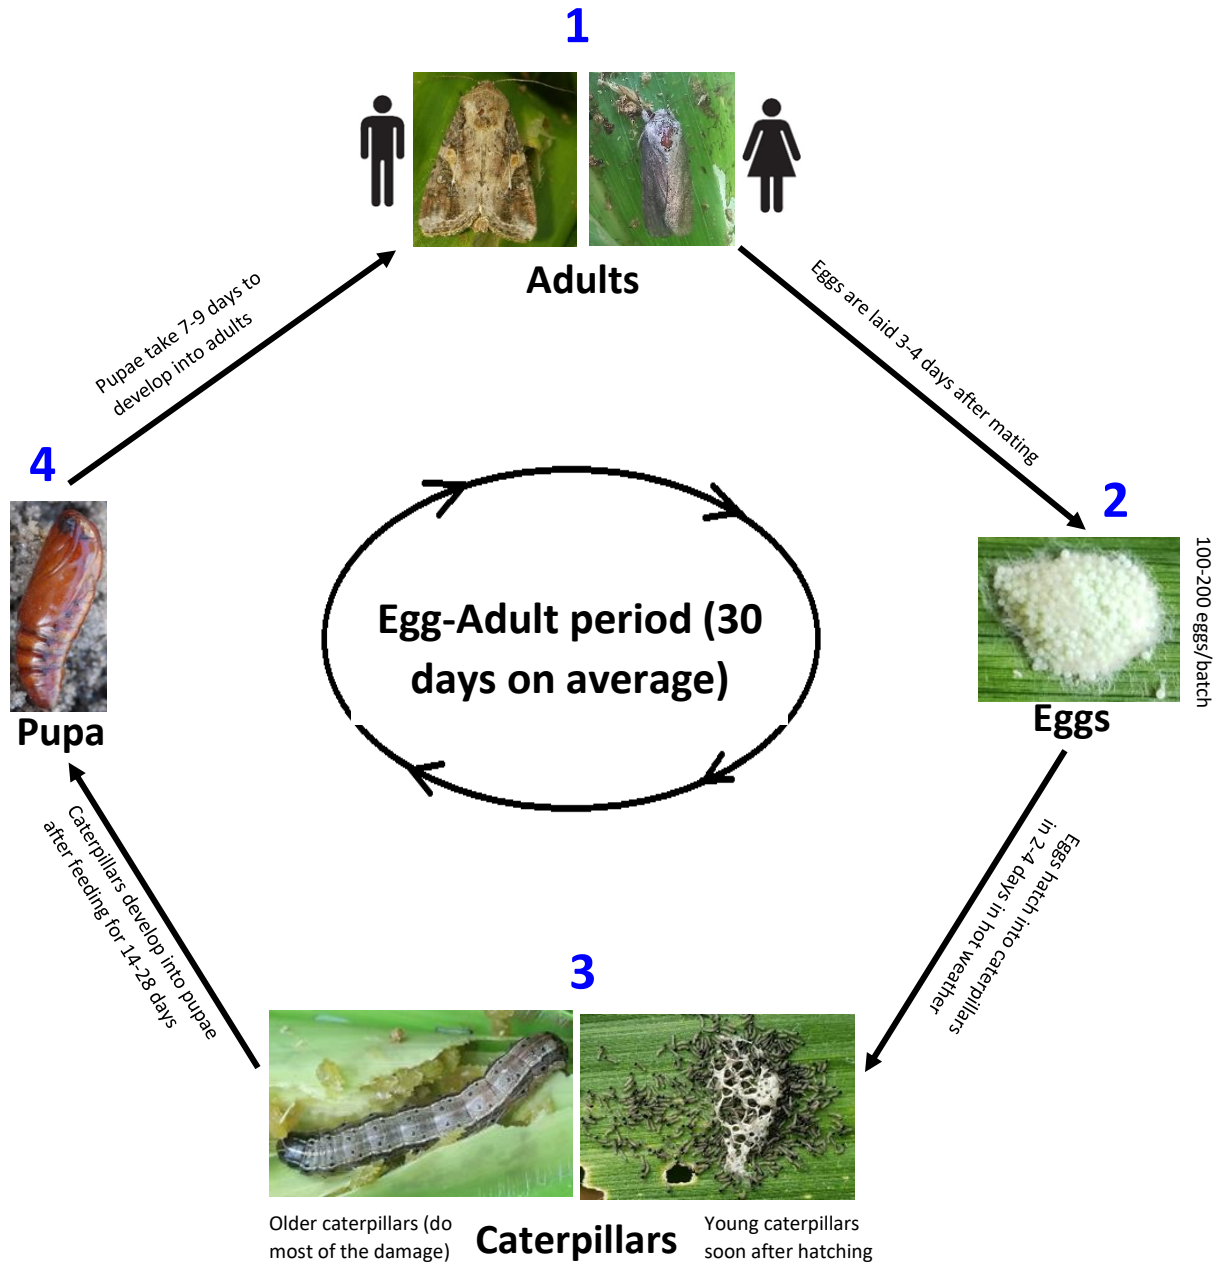 1
Adults
Eggs are laid 3-4 days after mating
2
100-200 eggs/batch
Eggs
Eggs hatch into caterpillars
in 2-4 days in hot weather
3
Older caterpillars (do
most of the damage)
Caterpillars
Young caterpillars
soon after hatching
Caterpillars develop into pupae
after feeding for 14-28 days
4
Pupa
Pupae take 7-9 days to
develop into adults
Egg-Adult period (30
days on average)